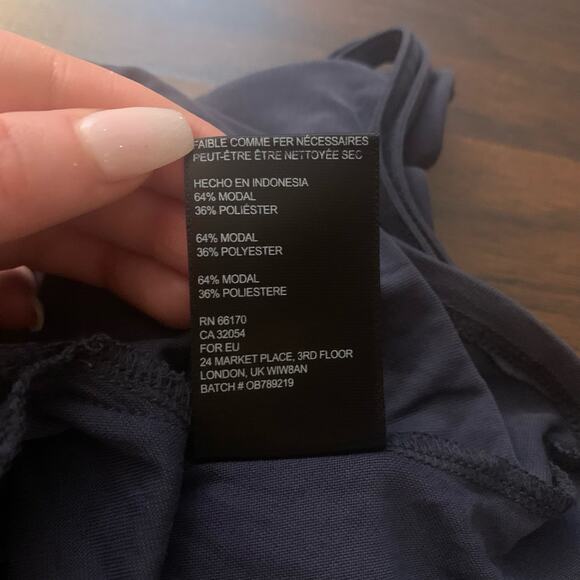 FAIBLE COMME FER NÉCESSAIRES
PEUT-ÊTRE ÊTRE NETTOYÉE SEC
HECHO EN INDONESIA
64% MODAL
36% POLIÉSTER
64% MODAL
36% POLYESTER
64% MODAL
36% POLIESTERE
RN 66170
CA 32054
FOR EU
24 MARKET PLACE, 3RD FLOOR
LONDON, UK WIW8AN
BATCH # OB789219